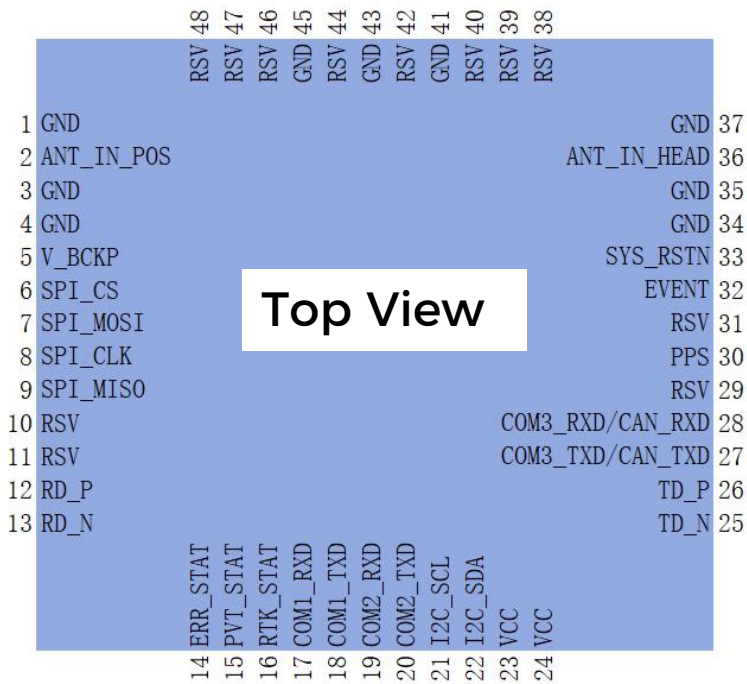 RSV 48
RSV 47
RSV 46
GND 45
RSV 44
GND 43
RSV 42
GND 41
RSV 40
RSV 39
RSV 38
1 GND
2 ANT_IN_POS
3 GND
4 GND
5 V_BCKP
6 SPI_CS
7 SPI_MOSI
8 SPI_CLK
9 SPI_MISO
10 RSV
11 RSV
12 RD_P
13 RD_N
Top View
GND 37
ANT_IN_HEAD 36
GND 35
GND 34
SYS_RSTN 33
EVENT 32
RSV 31
PPS 30
RSV 29
COM3_RXD/CAN_RXD 28
COM3_TXD/CAN_TXD 27
TD_P 26
TD_N 25
14 ERR_STAT
15 PVT_STAT
16 RTK_STAT
17 COM1_RXD
18 COM1_TXD
19 COM2_RXD
20 COM2_TXD
21 I2C_SCL
22 I2C_SDA
23 VCC
24 VCC